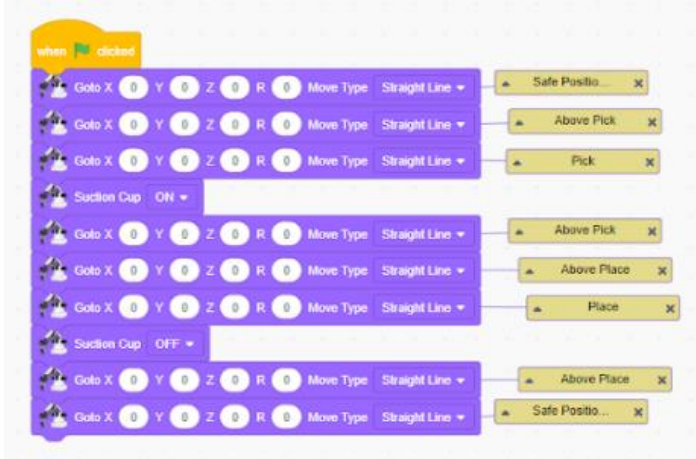 when clicked
Goto X 0 Y 0 Z 0 R 0 Move Type Straight Line Safe Positio...
Goto X 0 Y 0 Z 0 R 0 Move Type Straight Line Above Pick
Goto X 0 Y 0 Z 0 R 0 Move Type Straight Line Pick
Suction Cup ON
Goto X 0 Y 0 Z 0 R 0 Move Type Straight Line Above Pick
Goto X 0 Y 0 Z 0 R 0 Move Type Straight Line Above Place
Goto X 0 Y 0 Z 0 R 0 Move Type Straight Line Place
Suction Cup OFF
Goto X 0 Y 0 Z 0 R 0 Move Type Straight Line Above Place
Goto X 0 Y 0 Z 0 R 0 Move Type Straight Line Safe Positio...